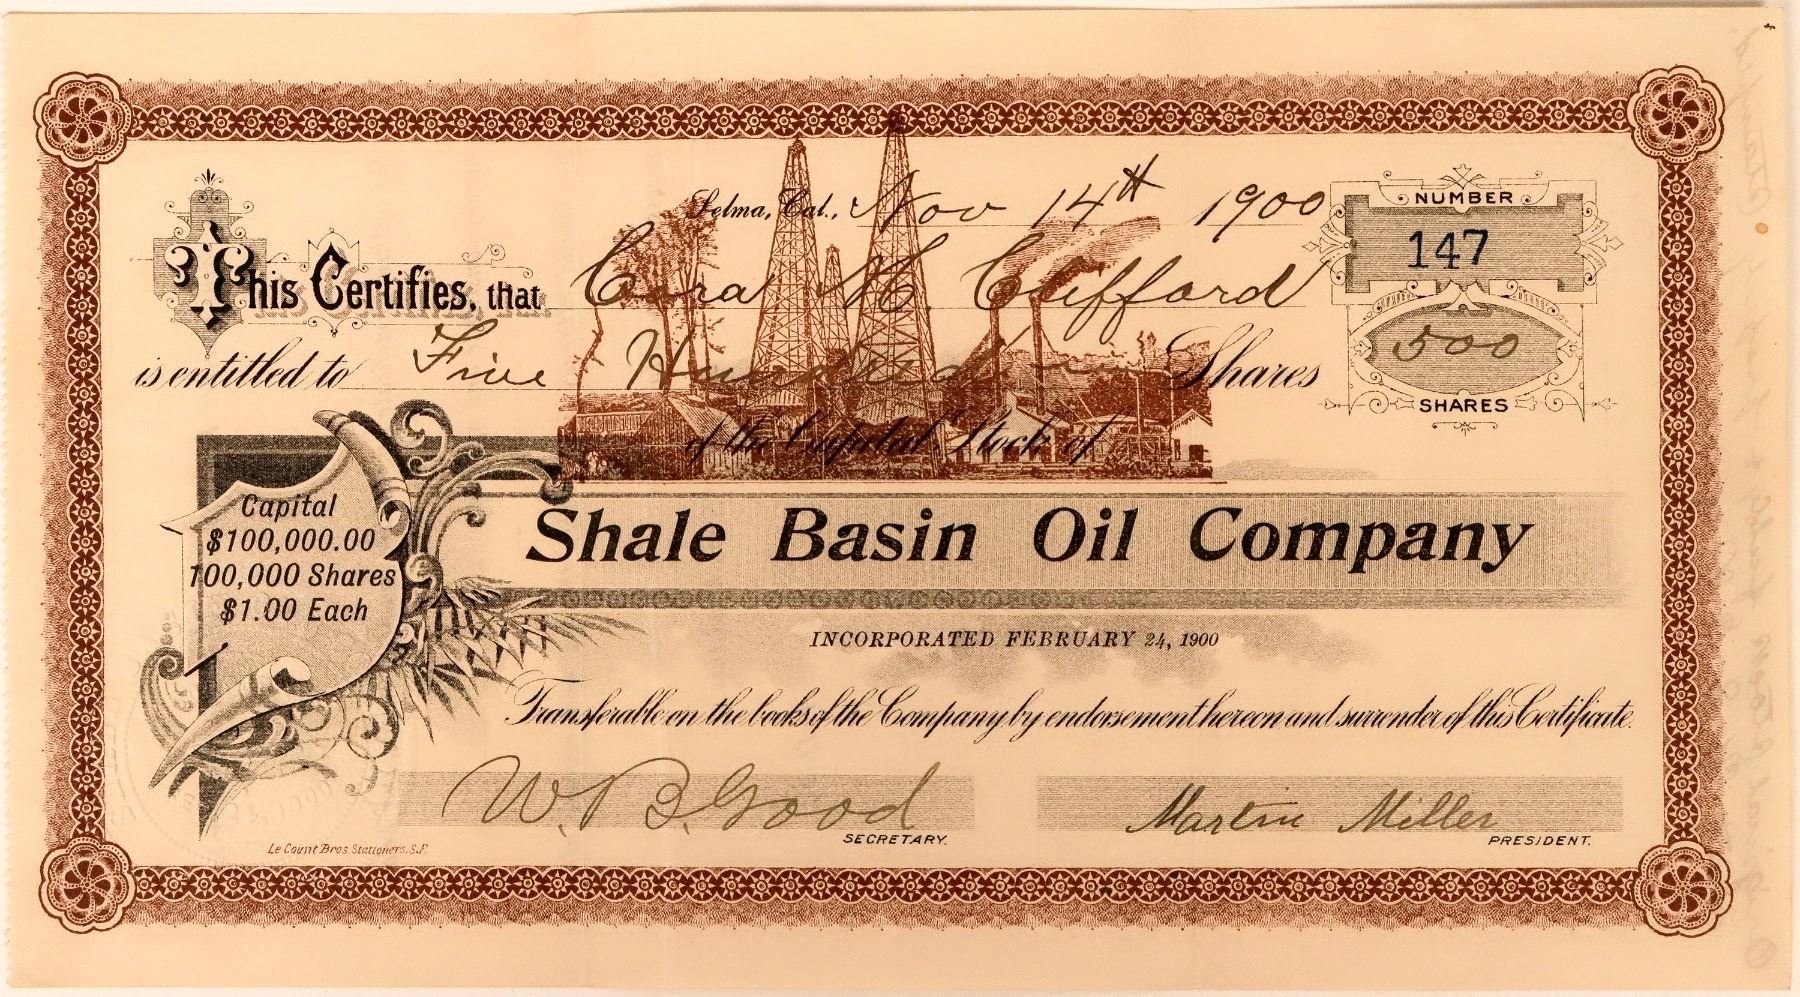 Selma, Cal., Nov 14th 1900
NUMBER
147
This Certifies, that Cora M. Clifford
is entitled to Five Hundred Shares
500
SHARES
of the Capital Stock of
Capital
$100,000.00
100,000 Shares
$1.00 Each
Shale Basin Oil Company
INCORPORATED FEBRUARY 24, 1900
Transferable on the books of the Company by endorsement hereon and surrender of this Certificate.
W. B. Good
SECRETARY.
Martin Miller
PRESIDENT.
Le Count Bros. Stationers, S.F.